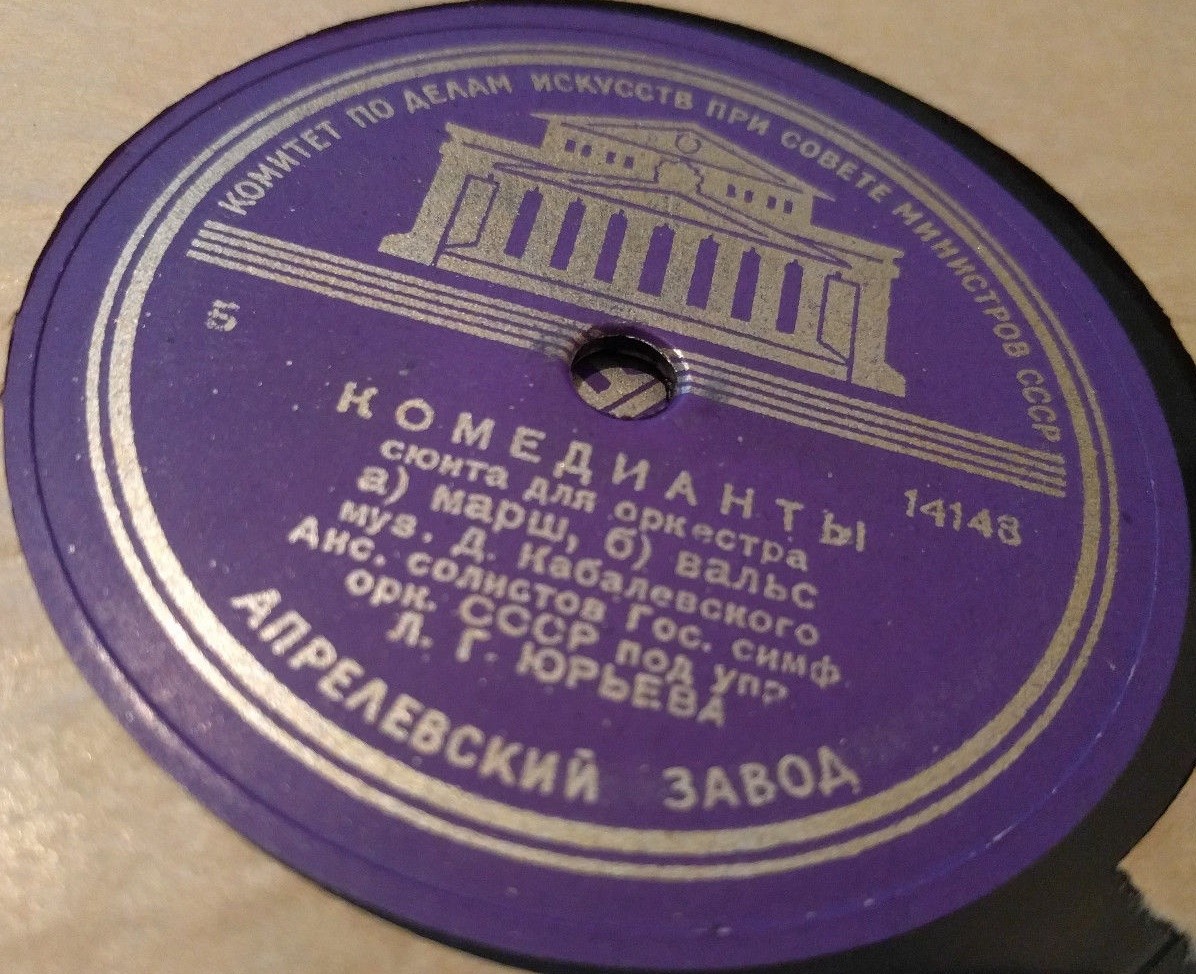 КОМИТЕТ ПО ДЕЛАМ ИСКУССТВ ПРИ СОВЕТЕ МИНИСТРОВ СССР
5
14148
КОМЕДИАНТЫ
сюита для оркестра
а) марш, б) вальс
муз. Д. Кабалевского
Анс. солистов Гос. симф.
орк. СССР под упр.
Л. Г. ЮРЬЕВА
АПРЕЛЕВСКИЙ ЗАВОД